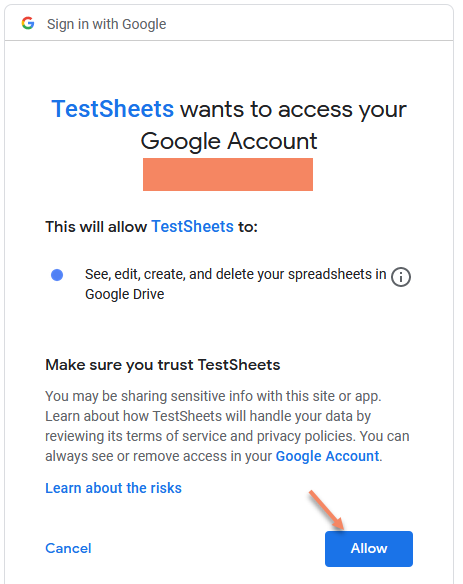 Sign in with Google
TestSheets wants to access your
Google Account
This will allow TestSheets to:
See, edit, create, and delete your spreadsheets in
Google Drive
Make sure you trust TestSheets
You may be sharing sensitive info with this site or app.
Learn about how TestSheets will handle your data by
reviewing its terms of service and privacy policies. You can
always see or remove access in your Google Account.
Learn about the risks
Cancel
Allow